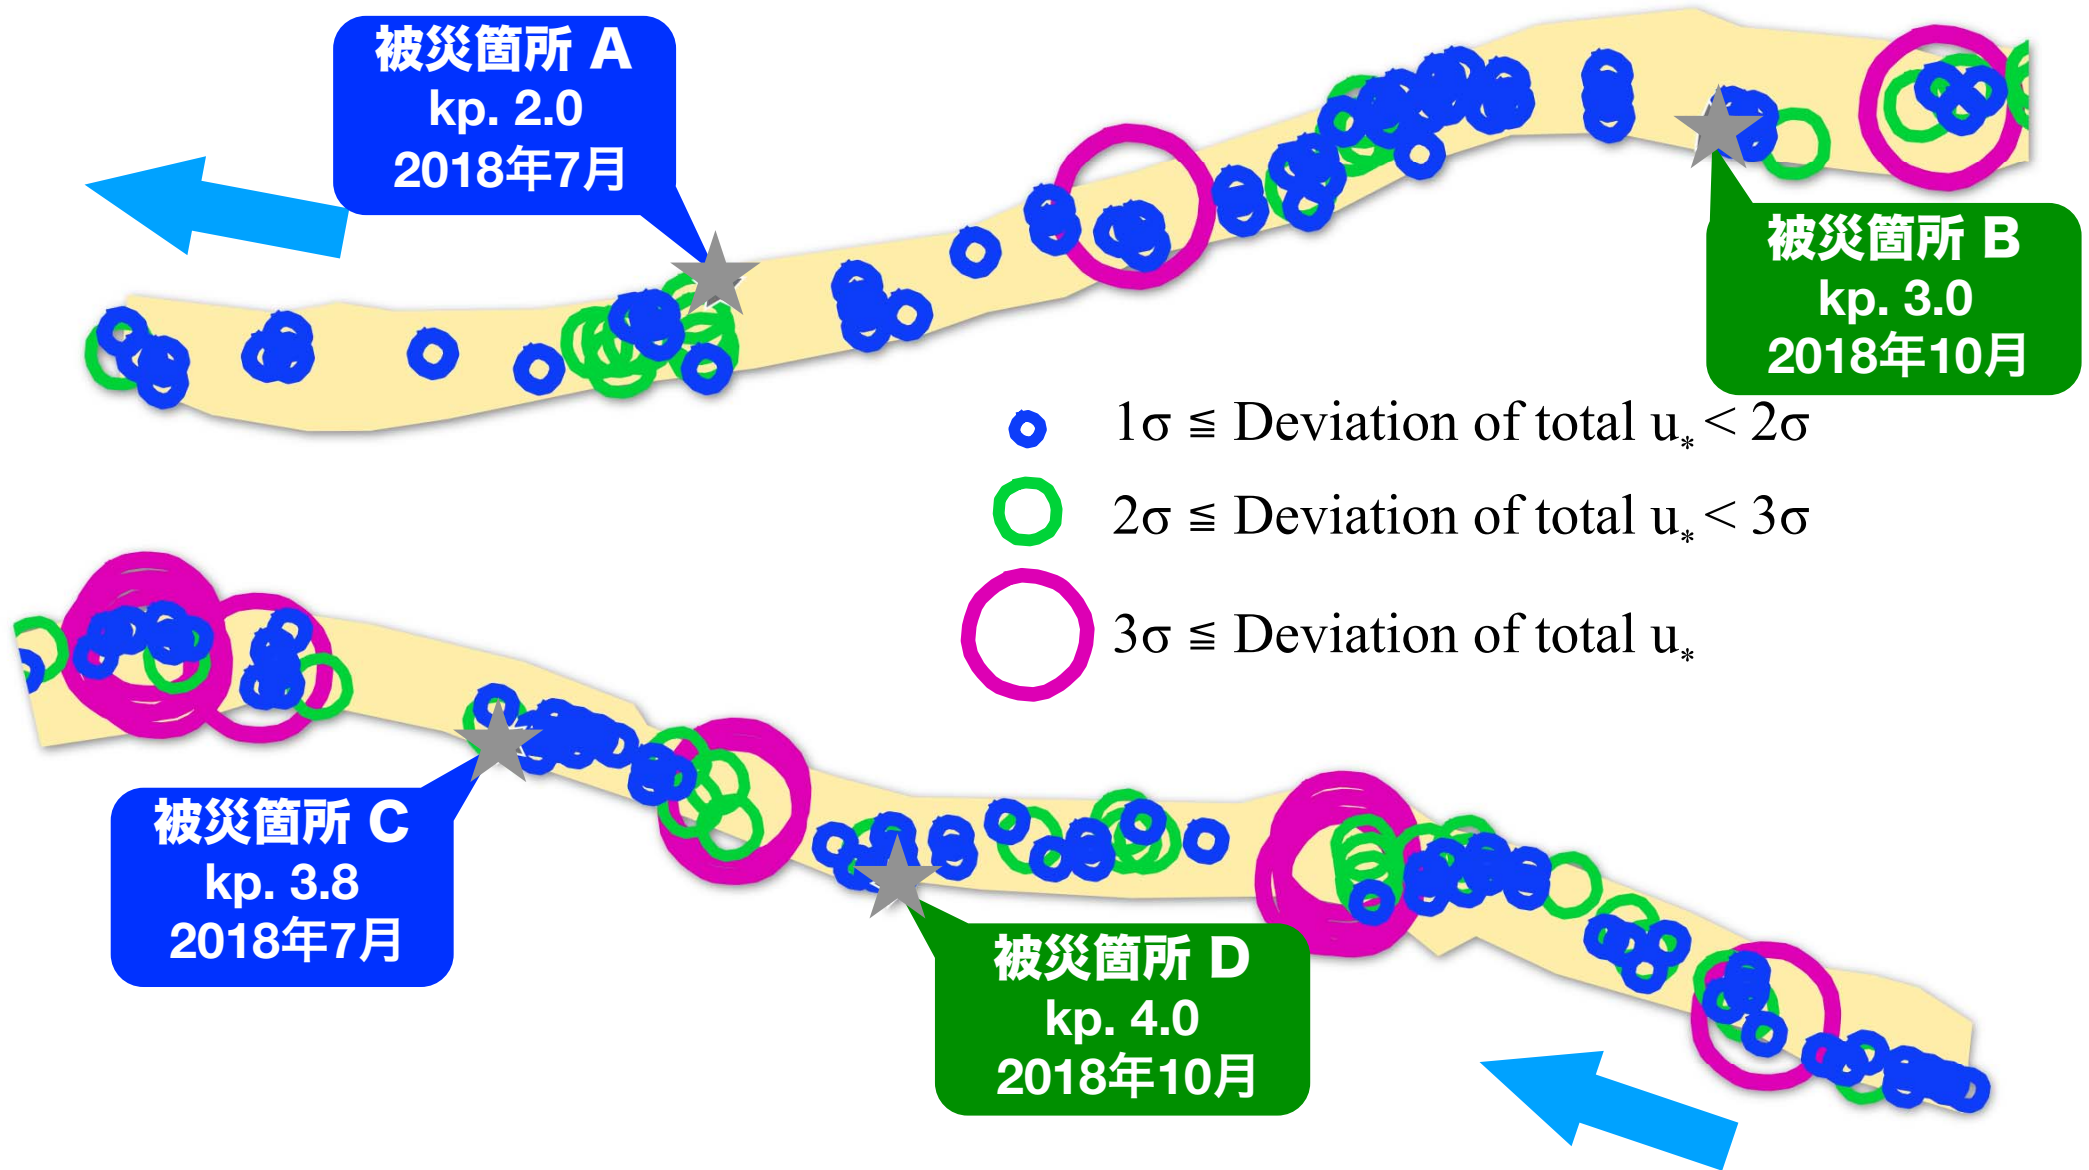 被災箇所 A
kp. 2.0
2018年7月
被災箇所 B
kp. 3.0
2018年10月
1σ ≦ Deviation of total u* < 2σ
2σ ≦ Deviation of total u* < 3σ
3σ ≦ Deviation of total u*
被災箇所 C
kp. 3.8
2018年7月
被災箇所 D
kp. 4.0
2018年10月